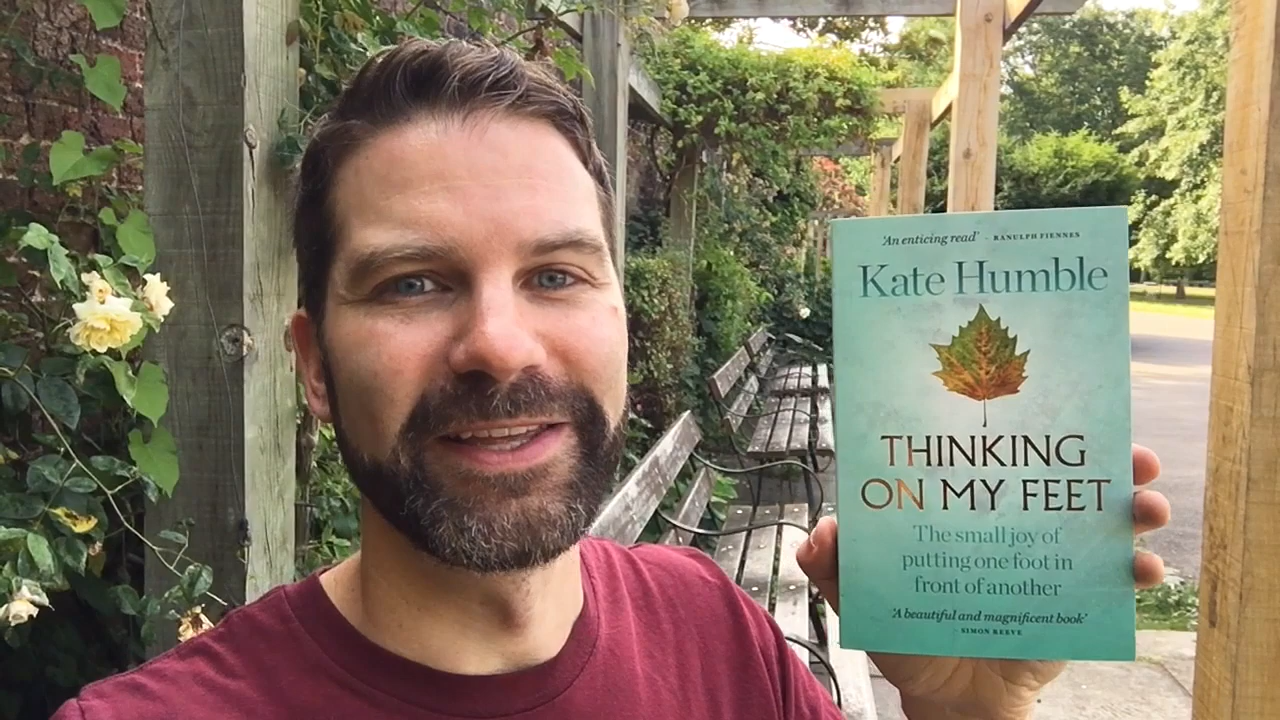 'An enticing read' - RANULPH FIENNES
Kate Humble
THINKING
ON MY FEET
The small joy of
putting one foot in
front of another
'A beautiful and magnificent book'
- SIMON REEVE